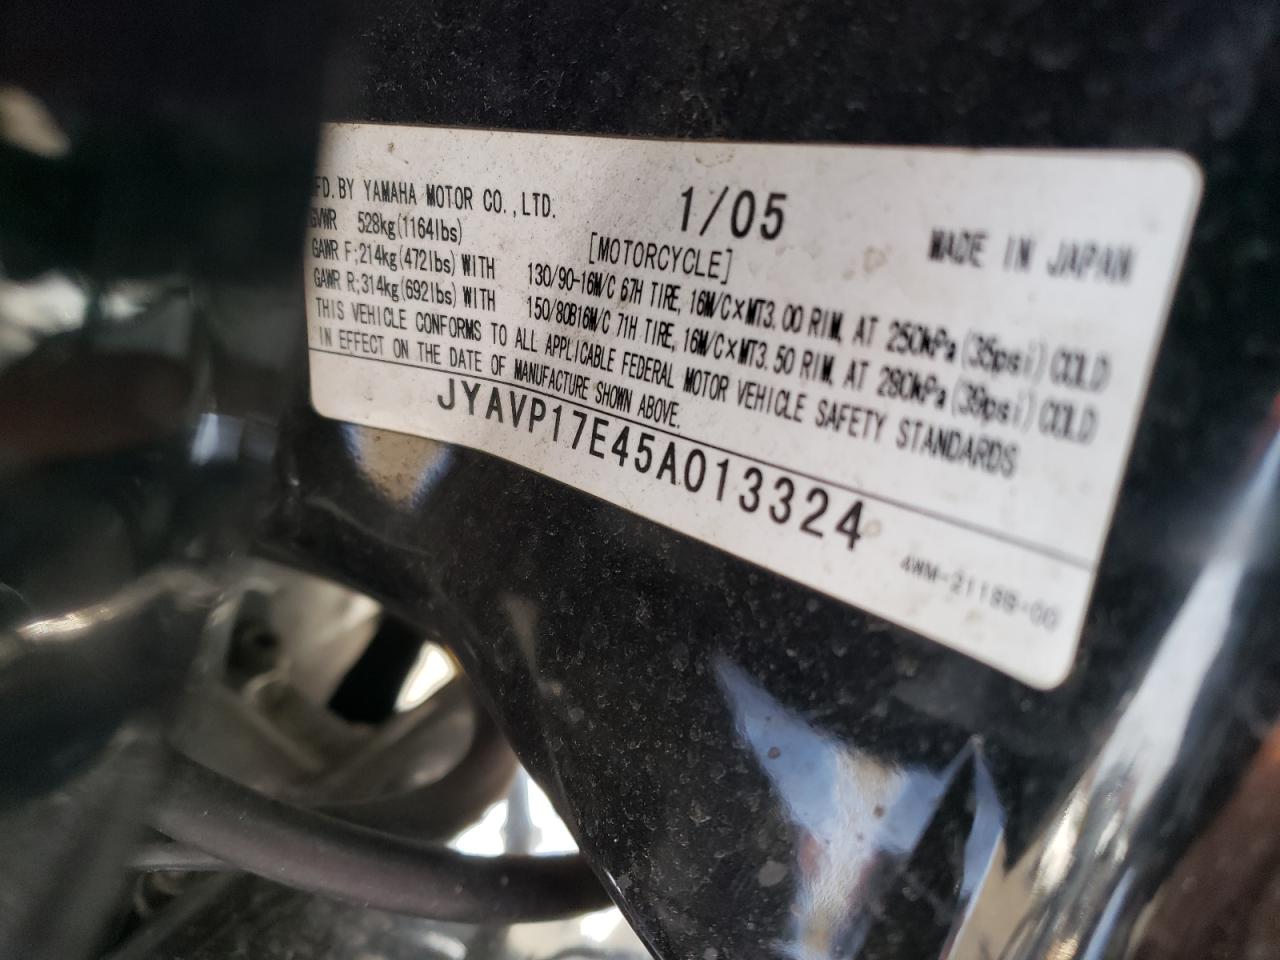 MFD. BY YAMAHA MOTOR CO., LTD. 1/05 MADE IN JAPAN
GVWR 528kg(1164lbs) [MOTORCYCLE]
GAWR F;214kg(472lbs) WITH 130/90-16M/C 67H TIRE, 16M/C×MT3.00 RIM, AT 250kPa(35psi) COLD
GAWR R;314kg(692lbs) WITH 150/80B16M/C 71H TIRE, 16M/C×MT3.50 RIM, AT 280kPa(39psi) COLD
THIS VEHICLE CONFORMS TO ALL APPLICABLE FEDERAL MOTOR VEHICLE SAFETY STANDARDS
IN EFFECT ON THE DATE OF MANUFACTURE SHOWN ABOVE.
JYAVP17E45A013324